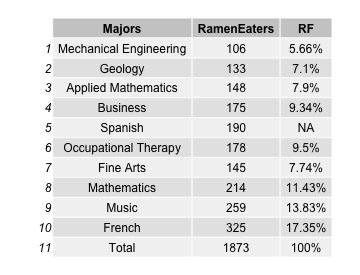 Majors RamenEaters RF
1 Mechanical Engineering 106 5.66%
2 Geology 133 7.1%
3 Applied Mathematics 148 7.9%
4 Business 175 9.34%
5 Spanish 190 NA
6 Occupational Therapy 178 9.5%
7 Fine Arts 145 7.74%
8 Mathematics 214 11.43%
9 Music 259 13.83%
10 French 325 17.35%
11 Total 1873 100%